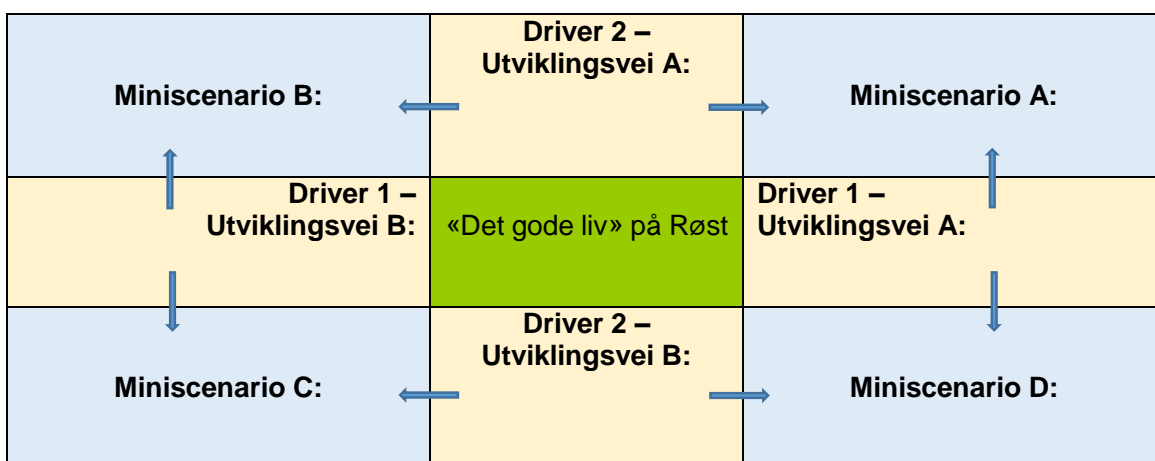 Driver 2 –
Utviklingsvei A:
Miniscenario B:
Miniscenario A:
Driver 1 –
Utviklingsvei B:
«Det gode liv» på Røst
Driver 1 –
Utviklingsvei A:
Driver 2 –
Utviklingsvei B:
Miniscenario C:
Miniscenario D: